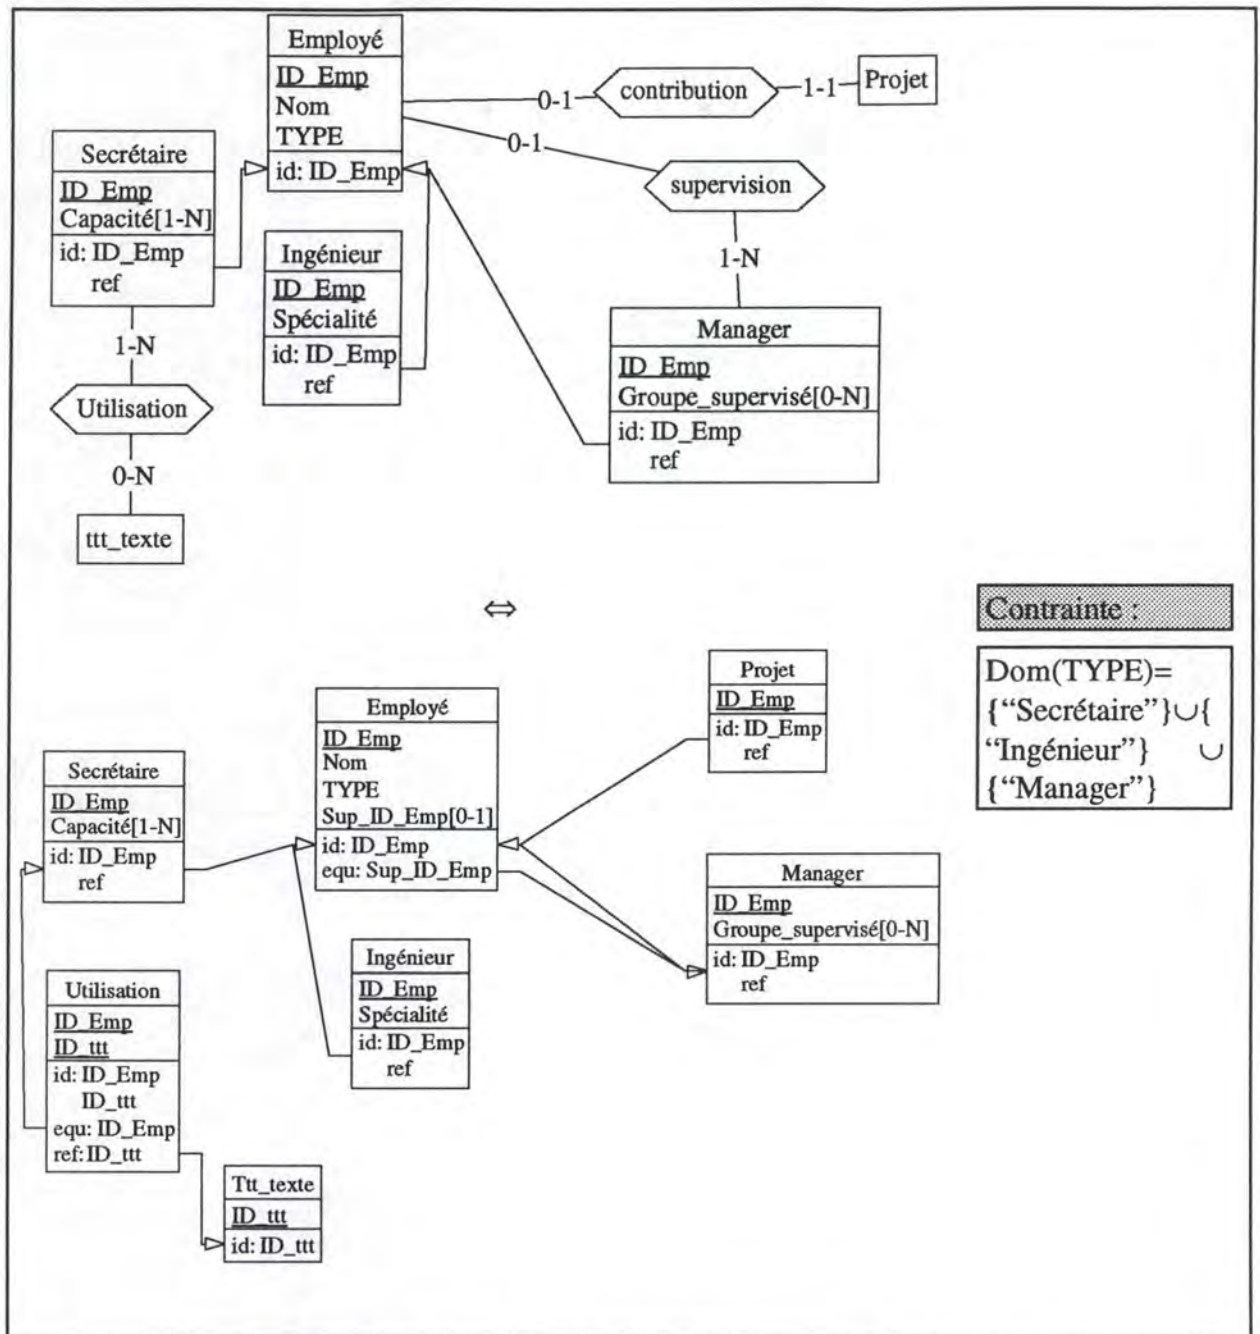 Employé
ID_Emp
Nom
TYPE
id: ID_Emp
0-1
contribution
1-1
Projet
0-1
supervision
1-N
Secrétaire
ID_Emp
Capacité[1-N]
id: ID_Emp
ref
Ingénieur
ID_Emp
Spécialité
id: ID_Emp
ref
Manager
ID_Emp
Groupe_supervisé[0-N]
id: ID_Emp
ref
1-N
Utilisation
0-N
ttt_texte
⇔
Contrainte :
Dom(TYPE)=
{“Secrétaire”}∪{
“Ingénieur”} ∪
{“Manager”}
Projet
ID_Emp
id: ID_Emp
ref
Employé
ID_Emp
Nom
TYPE
Sup_ID_Emp[0-1]
id: ID_Emp
equ: Sup_ID_Emp
Secrétaire
ID_Emp
Capacité[1-N]
id: ID_Emp
ref
Manager
ID_Emp
Groupe_supervisé[0-N]
id: ID_Emp
ref
Ingénieur
ID_Emp
Spécialité
id: ID_Emp
ref
Utilisation
ID_Emp
ID_ttt
id: ID_Emp
ID_ttt
equ: ID_Emp
ref:ID_ttt
Ttt_texte
ID_ttt
id: ID_ttt